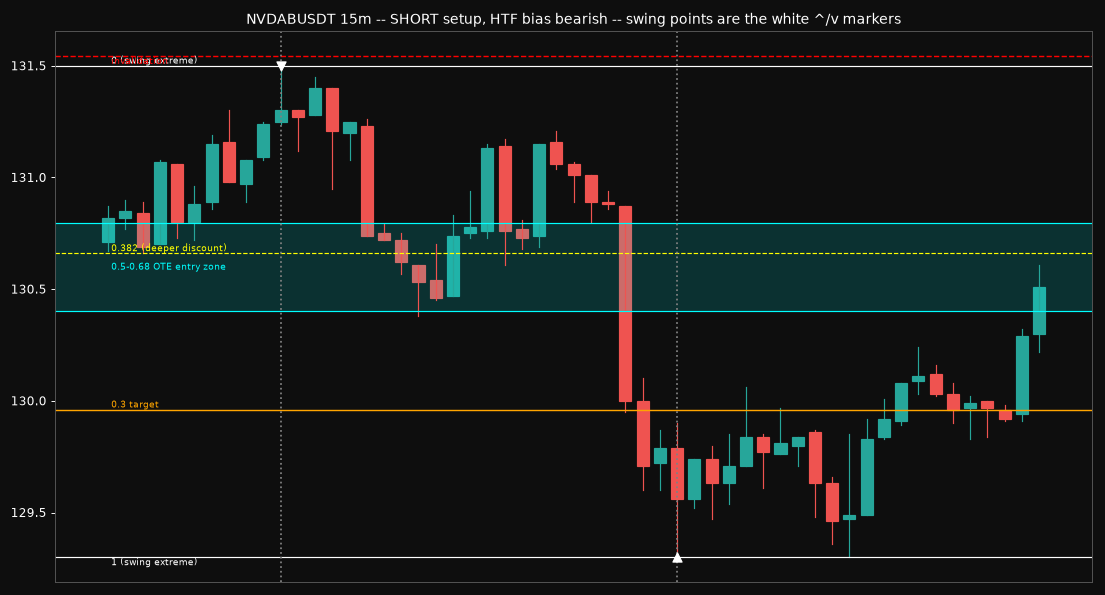 NVDABUSDT 15m -- SHORT setup, HTF bias bearish -- swing points are the white ^/v markers
131.5
131.0
130.5
130.0
129.5
0 (swing extreme)
0.382 (deeper discount)
0.5-0.68 OTE entry zone
0.3 target
1 (swing extreme)